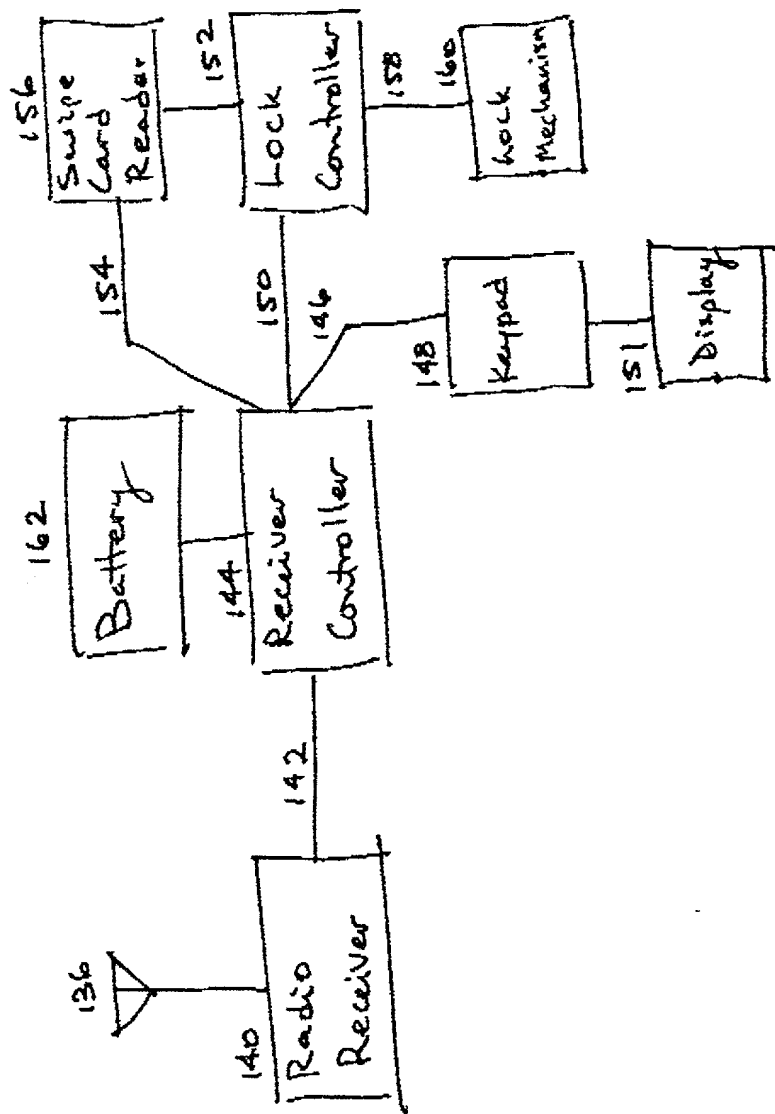 136
140
Radio
Receiver
142
162
Battery
144
Receiver
Controller
154
150
146
156
Swipe
Card
Reader
152
Lock
Controller
158
160
Lock
Mechanism
148
Keypad
151
Display